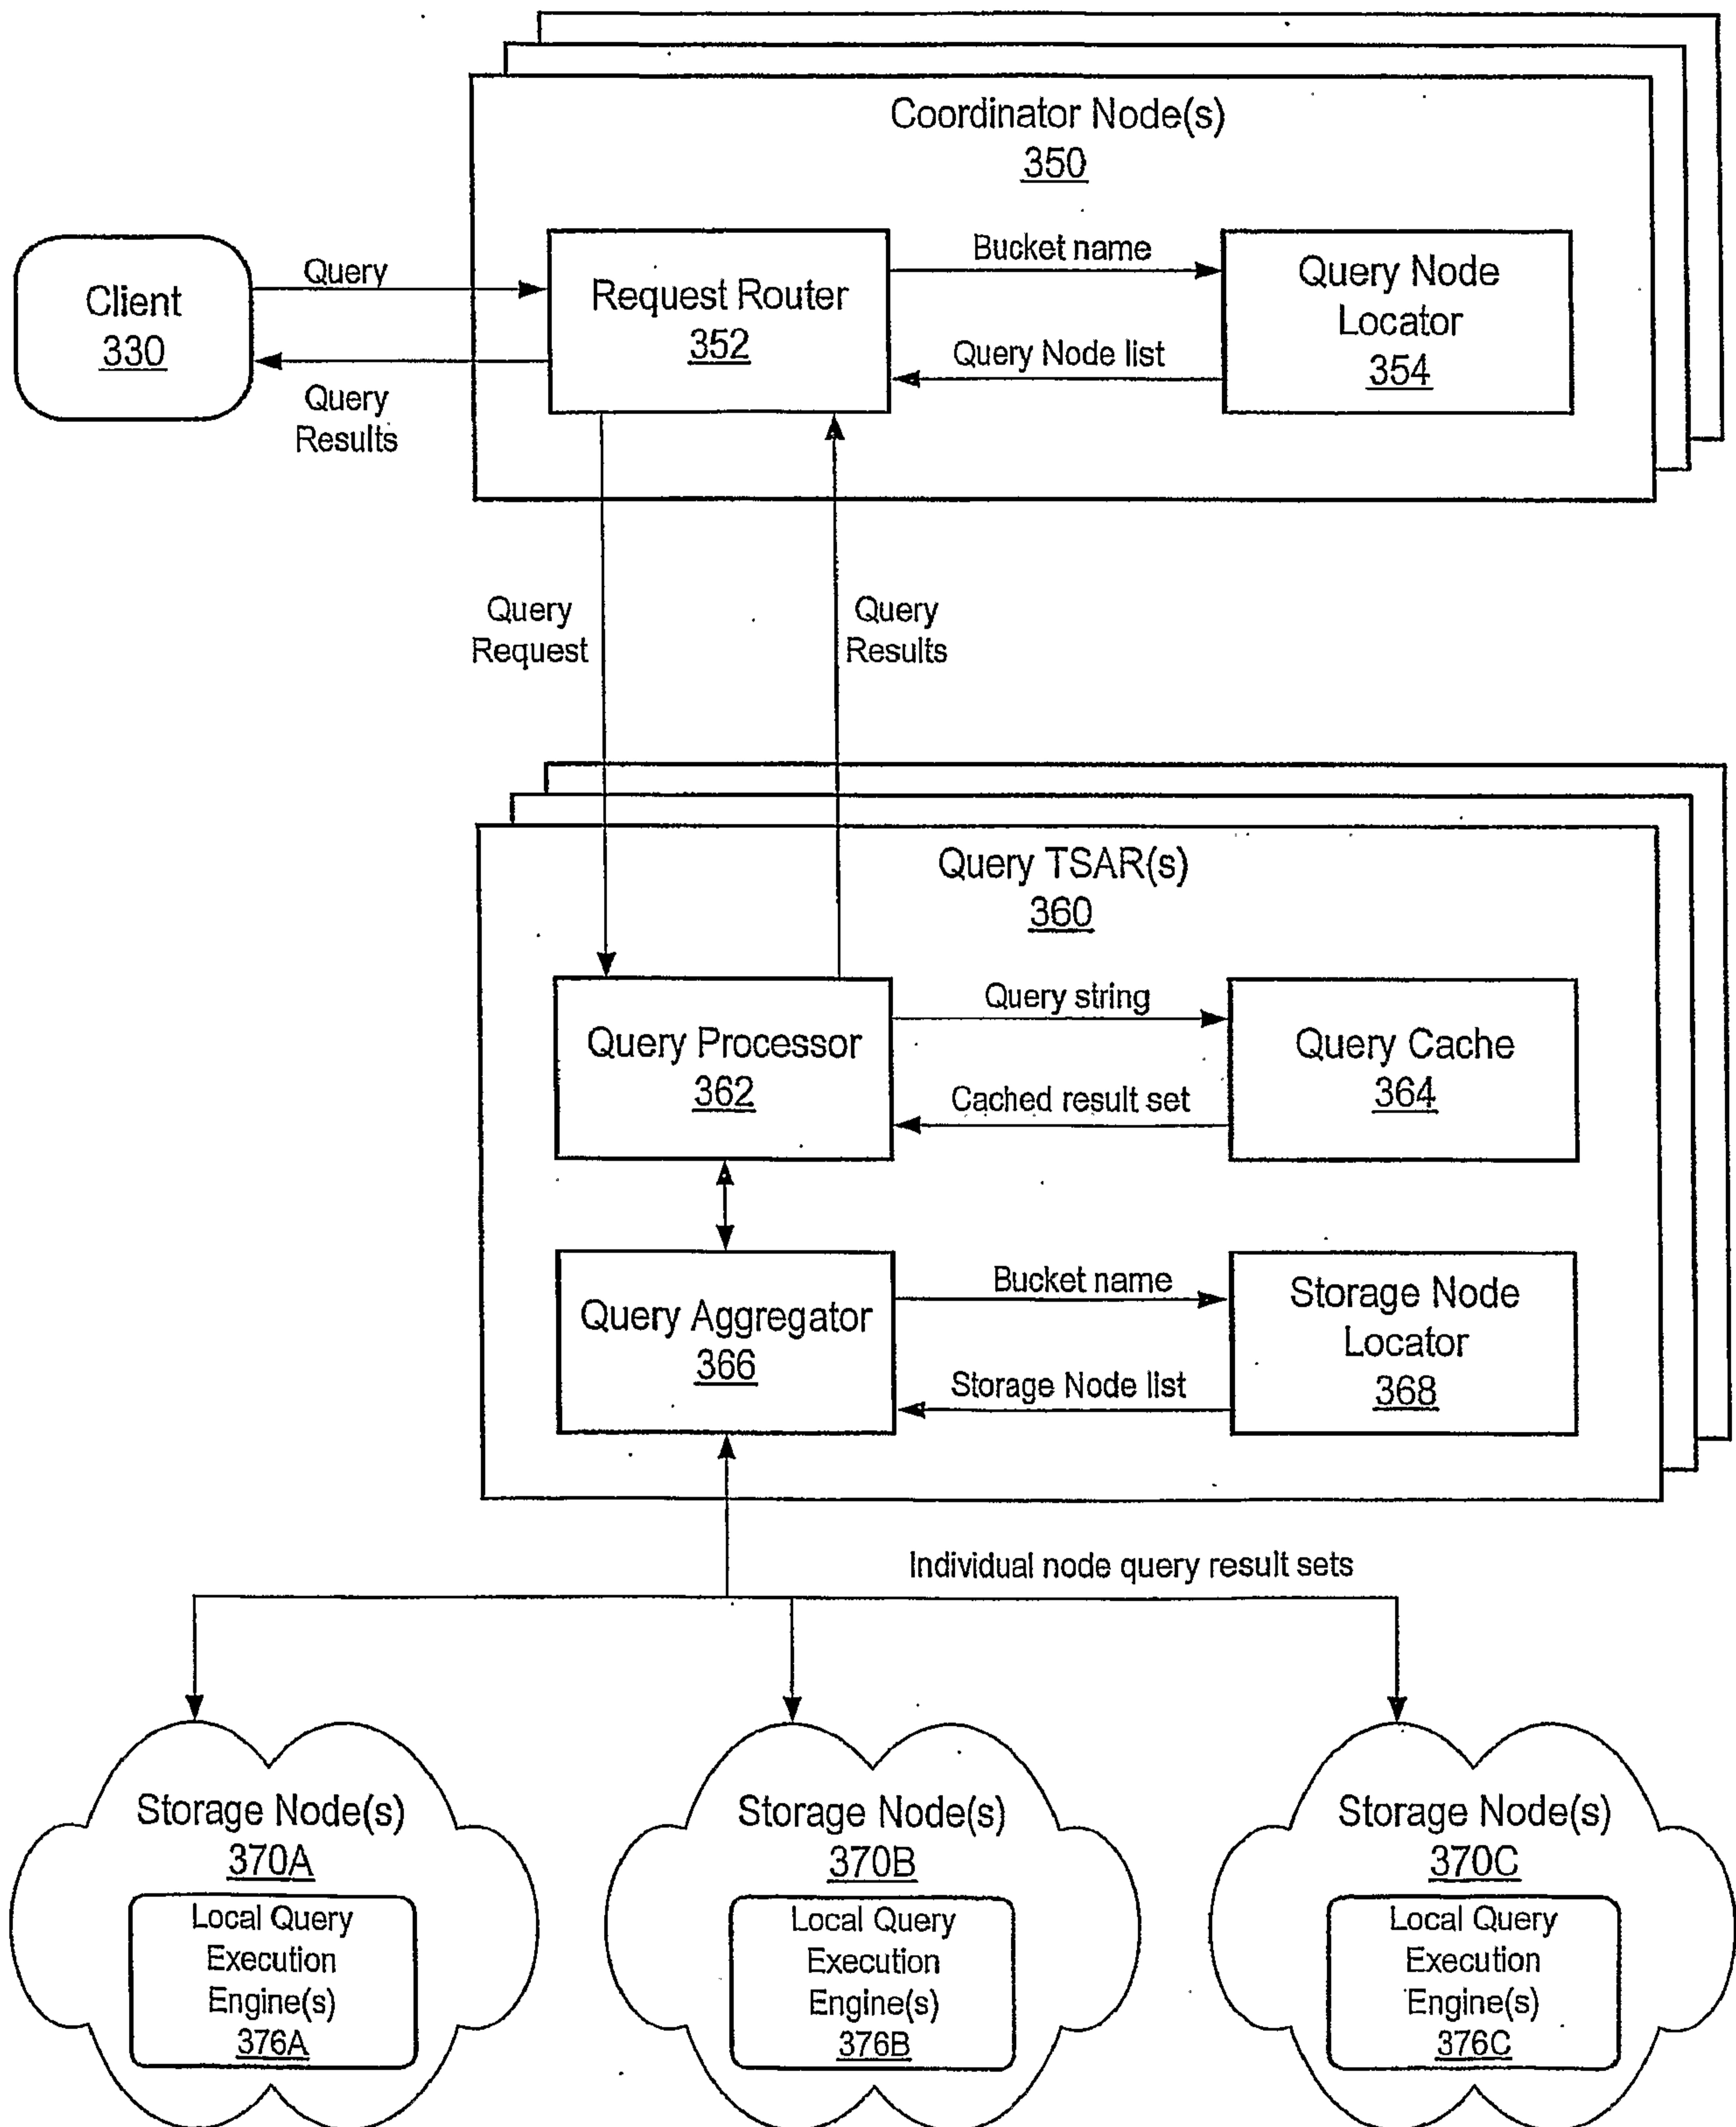 Coordinator Node(s)
350
Client
330
Query
Query
Results
Request Router
352
Bucket name
Query Node list
Query Node
Locator
354
Query
Request
Query
Results
Query TSAR(s)
360
Query Processor
362
Query string
Cached result set
Query Cache
364
Query Aggregator
366
Bucket name
Storage Node list
Storage Node
Locator
368
Individual node query result sets
Storage Node(s)
370A
Local Query
Execution
Engine(s)
376A
Storage Node(s)
370B
Local Query
Execution
Engine(s)
376B
Storage Node(s)
370C
Local Query
Execution
Engine(s)
376C